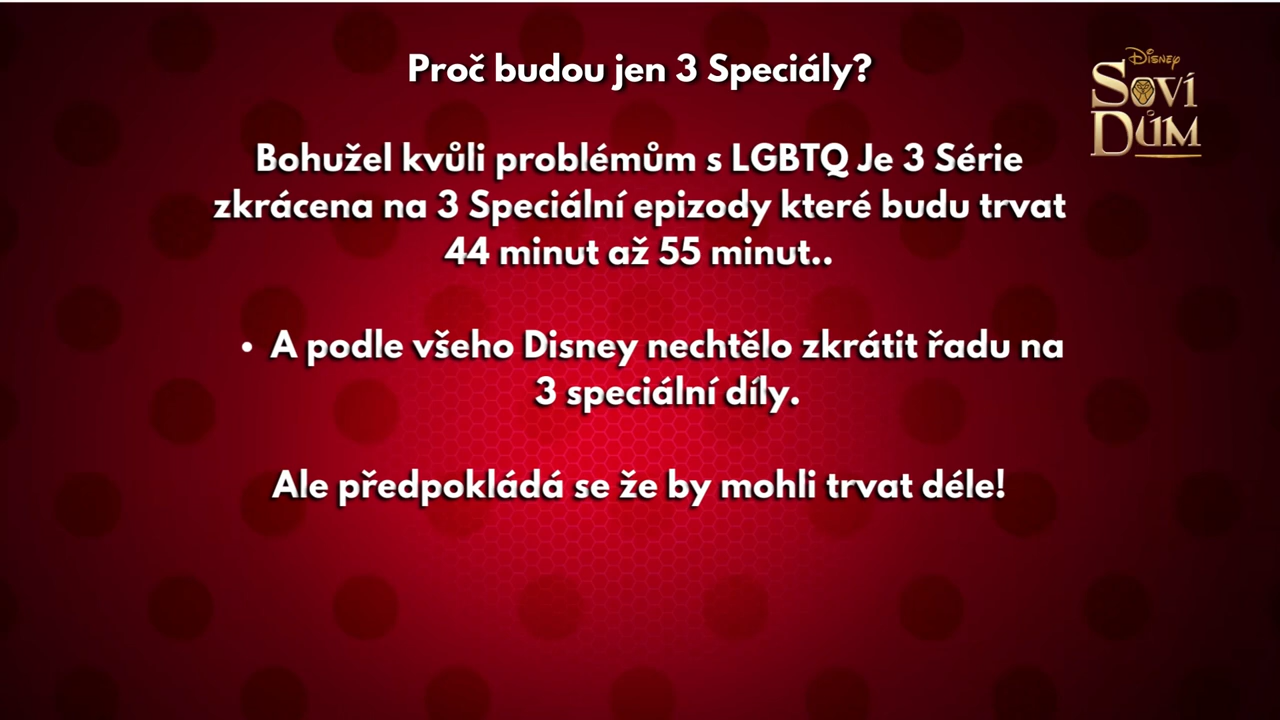 Proč budou jen 3 Speciály?
Disney
Soví
Dům
Bohužel kvůli problémům s LGBTQ Je 3 Série
zkrácena na 3 Speciální epizody které budu trvat
44 minut až 55 minut..
• A podle všeho Disney nechtělo zkrátit řadu na
3 speciální díly.
Ale předpokládá se že by mohli trvat déle!